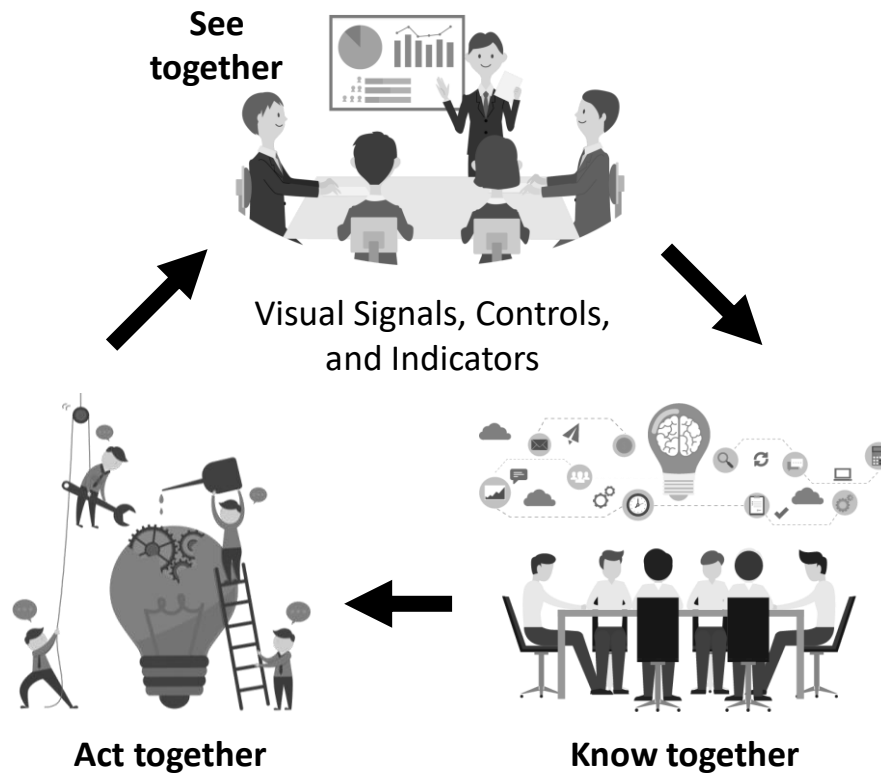 See
together
Visual Signals, Controls,
and Indicators
Act together
Know together